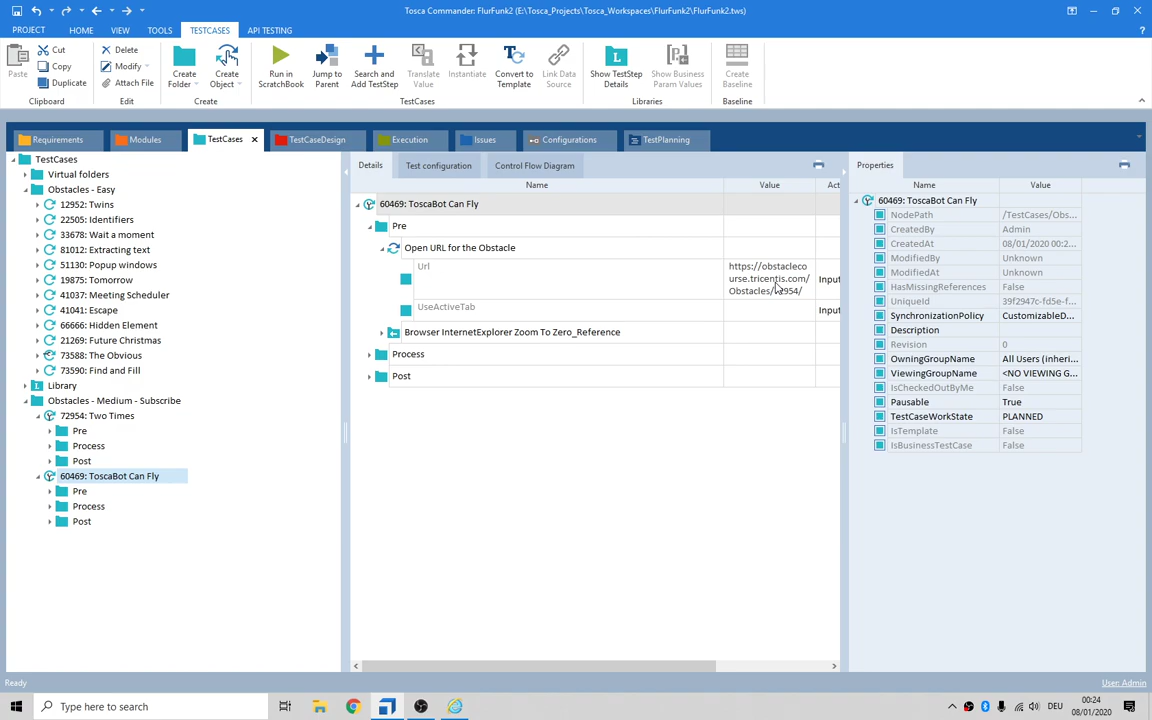 Tosca Commander: FlurFunk2 (E:\Tosca_Projects\Tosca_Workspaces\FlurFunk2\FlurFunk2.tws)
PROJECT HOME VIEW TOOLS TESTCASES API TESTING
Paste
Cut
Copy
Duplicate
Clipboard
Delete
Modify
Attach File
Edit
Create Folder
Create Object
Create
Run in ScratchBook
Jump to Parent
Search and Add TestStep
Translate Value
Instantiate
Convert to Template
Link Data Source
TestCases
Show TestStep Details
Show Business Param Values
Libraries
Create Baseline
Baseline
Requirements
Modules
TestCases
TestCaseDesign
Execution
Issues
Configurations
TestPlanning
TestCases
Virtual folders
Obstacles - Easy
12952: Twins
22505: Identifiers
33678: Wait a moment
81012: Extracting text
51130: Popup windows
19875: Tomorrow
41037: Meeting Scheduler
41041: Escape
66666: Hidden Element
21269: Future Christmas
73588: The Obvious
73590: Find and Fill
Library
Obstacles - Medium - Subscribe
72954: Two Times
Pre
Process
Post
60469: ToscaBot Can Fly
Pre
Process
Post
Details
Test configuration
Control Flow Diagram
Name Value Act
60469: ToscaBot Can Fly
Pre
Open URL for the Obstacle
Url
https://obstacleco
urse.tricentis.com/
Obstacles/72954/
Input
UseActiveTab
Input
Browser InternetExplorer Zoom To Zero_Reference
Process
Post
Properties
Name Value
60469: ToscaBot Can Fly
NodePath /TestCases/Obs...
CreatedBy Admin
CreatedAt 08/01/2020 00:2...
ModifiedBy Unknown
ModifiedAt Unknown
HasMissingReferences False
UniqueId 39f2947c-fd5e-f...
SynchronizationPolicy CustomizableD...
Description
Revision 0
OwningGroupName All Users (inheri...
ViewingGroupName <NO VIEWING G...
IsCheckedOutByMe False
Pausable True
TestCaseWorkState PLANNED
IsTemplate False
IsBusinessTestCase False
Ready
User: Admin
Type here to search
DEU
00:24
08/01/2020